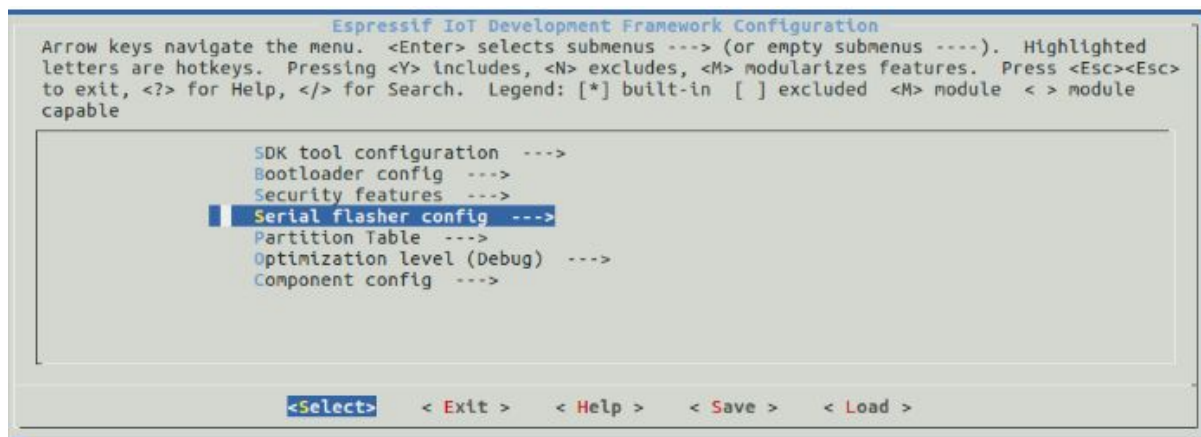 Espressif IoT Development Framework Configuration
Arrow keys navigate the menu.  <Enter> selects submenus ---> (or empty submenus ----).  Highlighted
letters are hotkeys.  Pressing <Y> includes, <N> excludes, <M> modularizes features.  Press <Esc><Esc>
to exit, <?> for Help, </> for Search.  Legend: [*] built-in  [ ] excluded  <M> module  < > module
capable
SDK tool configuration  --->
Bootloader config  --->
Security features  --->
Serial flasher config  --->
Partition Table  --->
Optimization level (Debug)  --->
Component config  --->
<Select>    < Exit >    < Help >    < Save >    < Load >